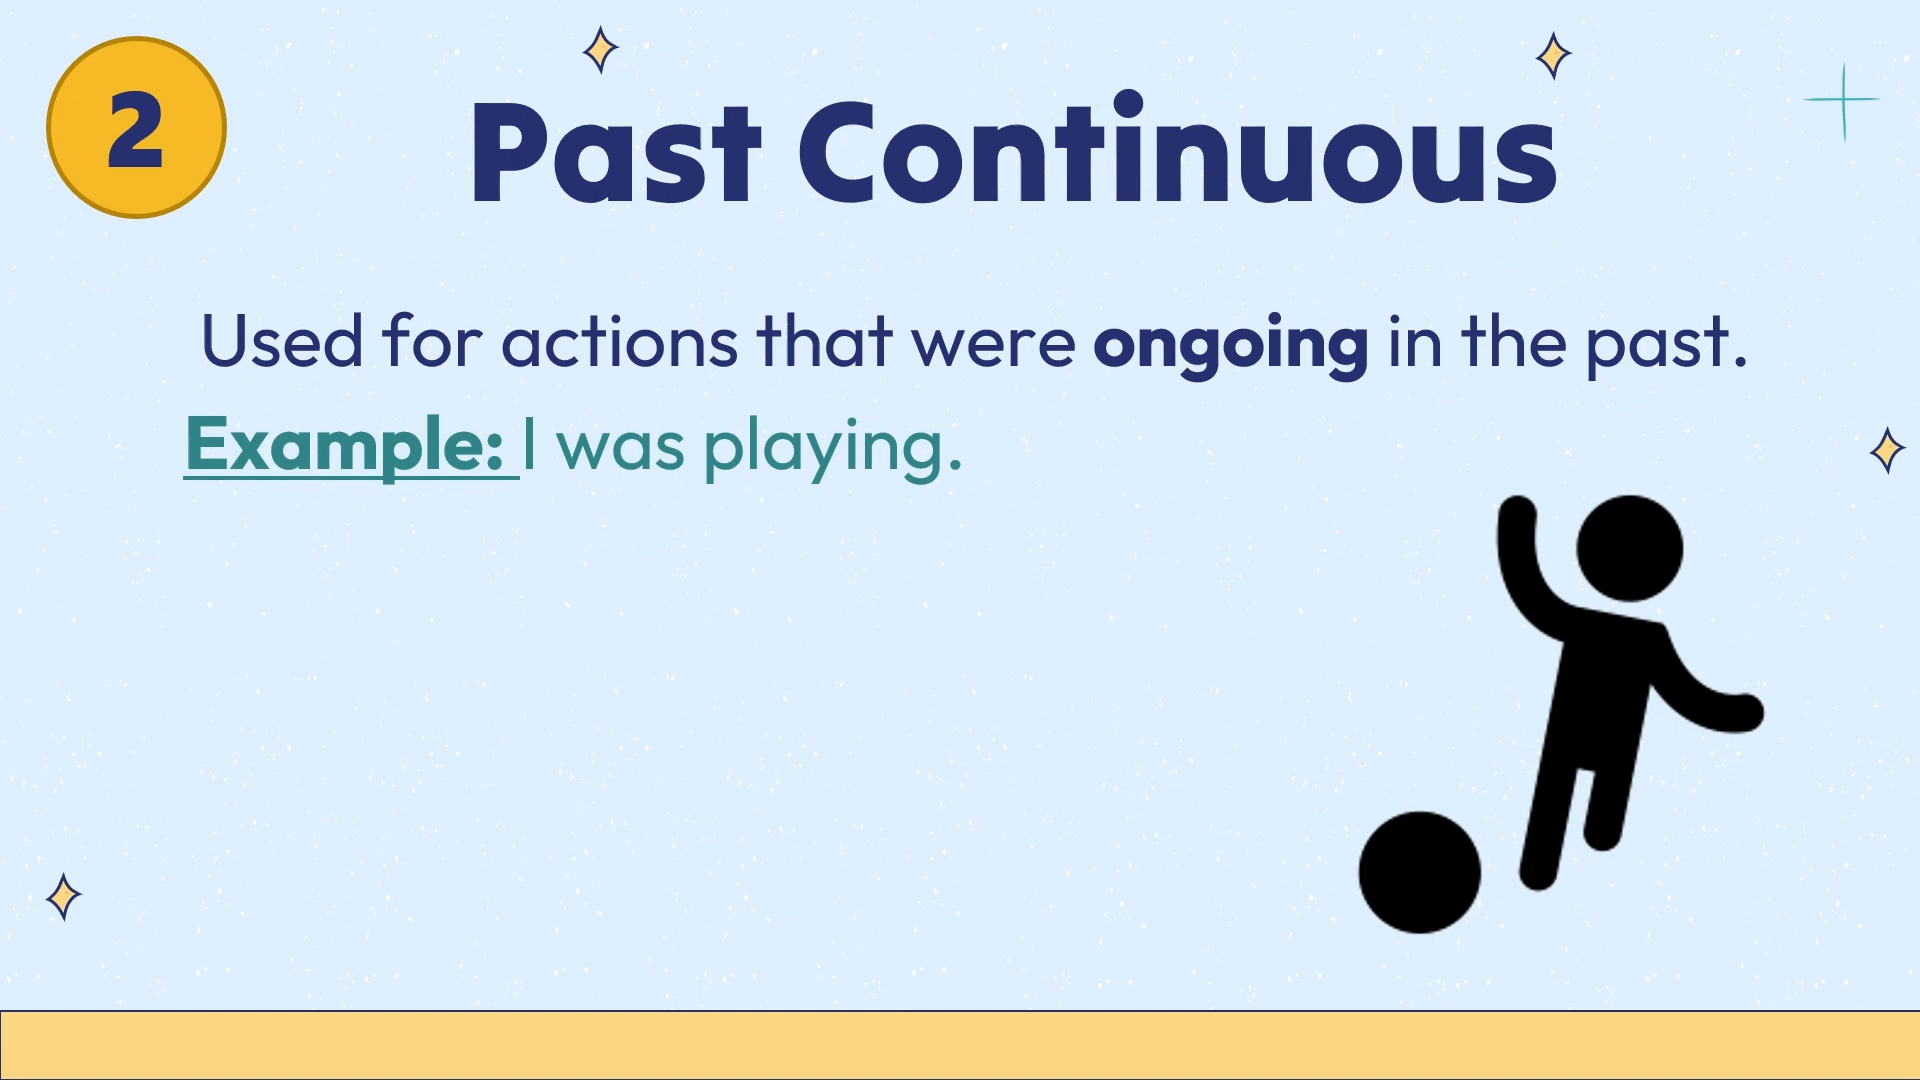 2
Past Continuous
Used for actions that were ongoing in the past.
Example: I was playing.